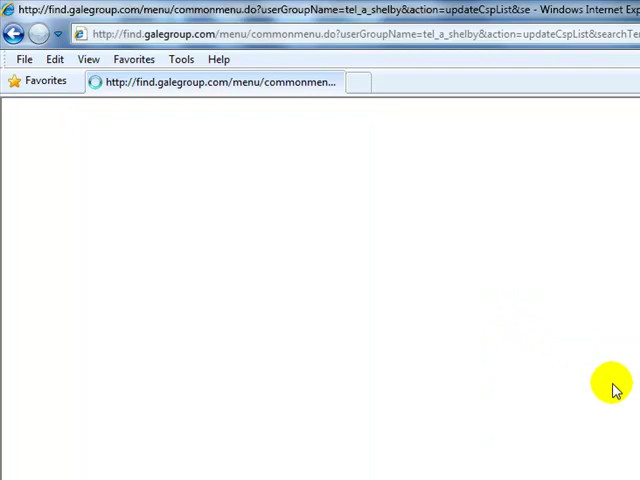 http://find.galegroup.com/menu/commonmenu.do?userGroupName=tel_a_shelby&action=updateCspList&se - Windows Internet Exp
http://find.galegroup.com/menu/commonmenu.do?userGroupName=tel_a_shelby&action=updateCspList&searchTer
File Edit View Favorites Tools Help
Favorites http://find.galegroup.com/menu/commonmen...